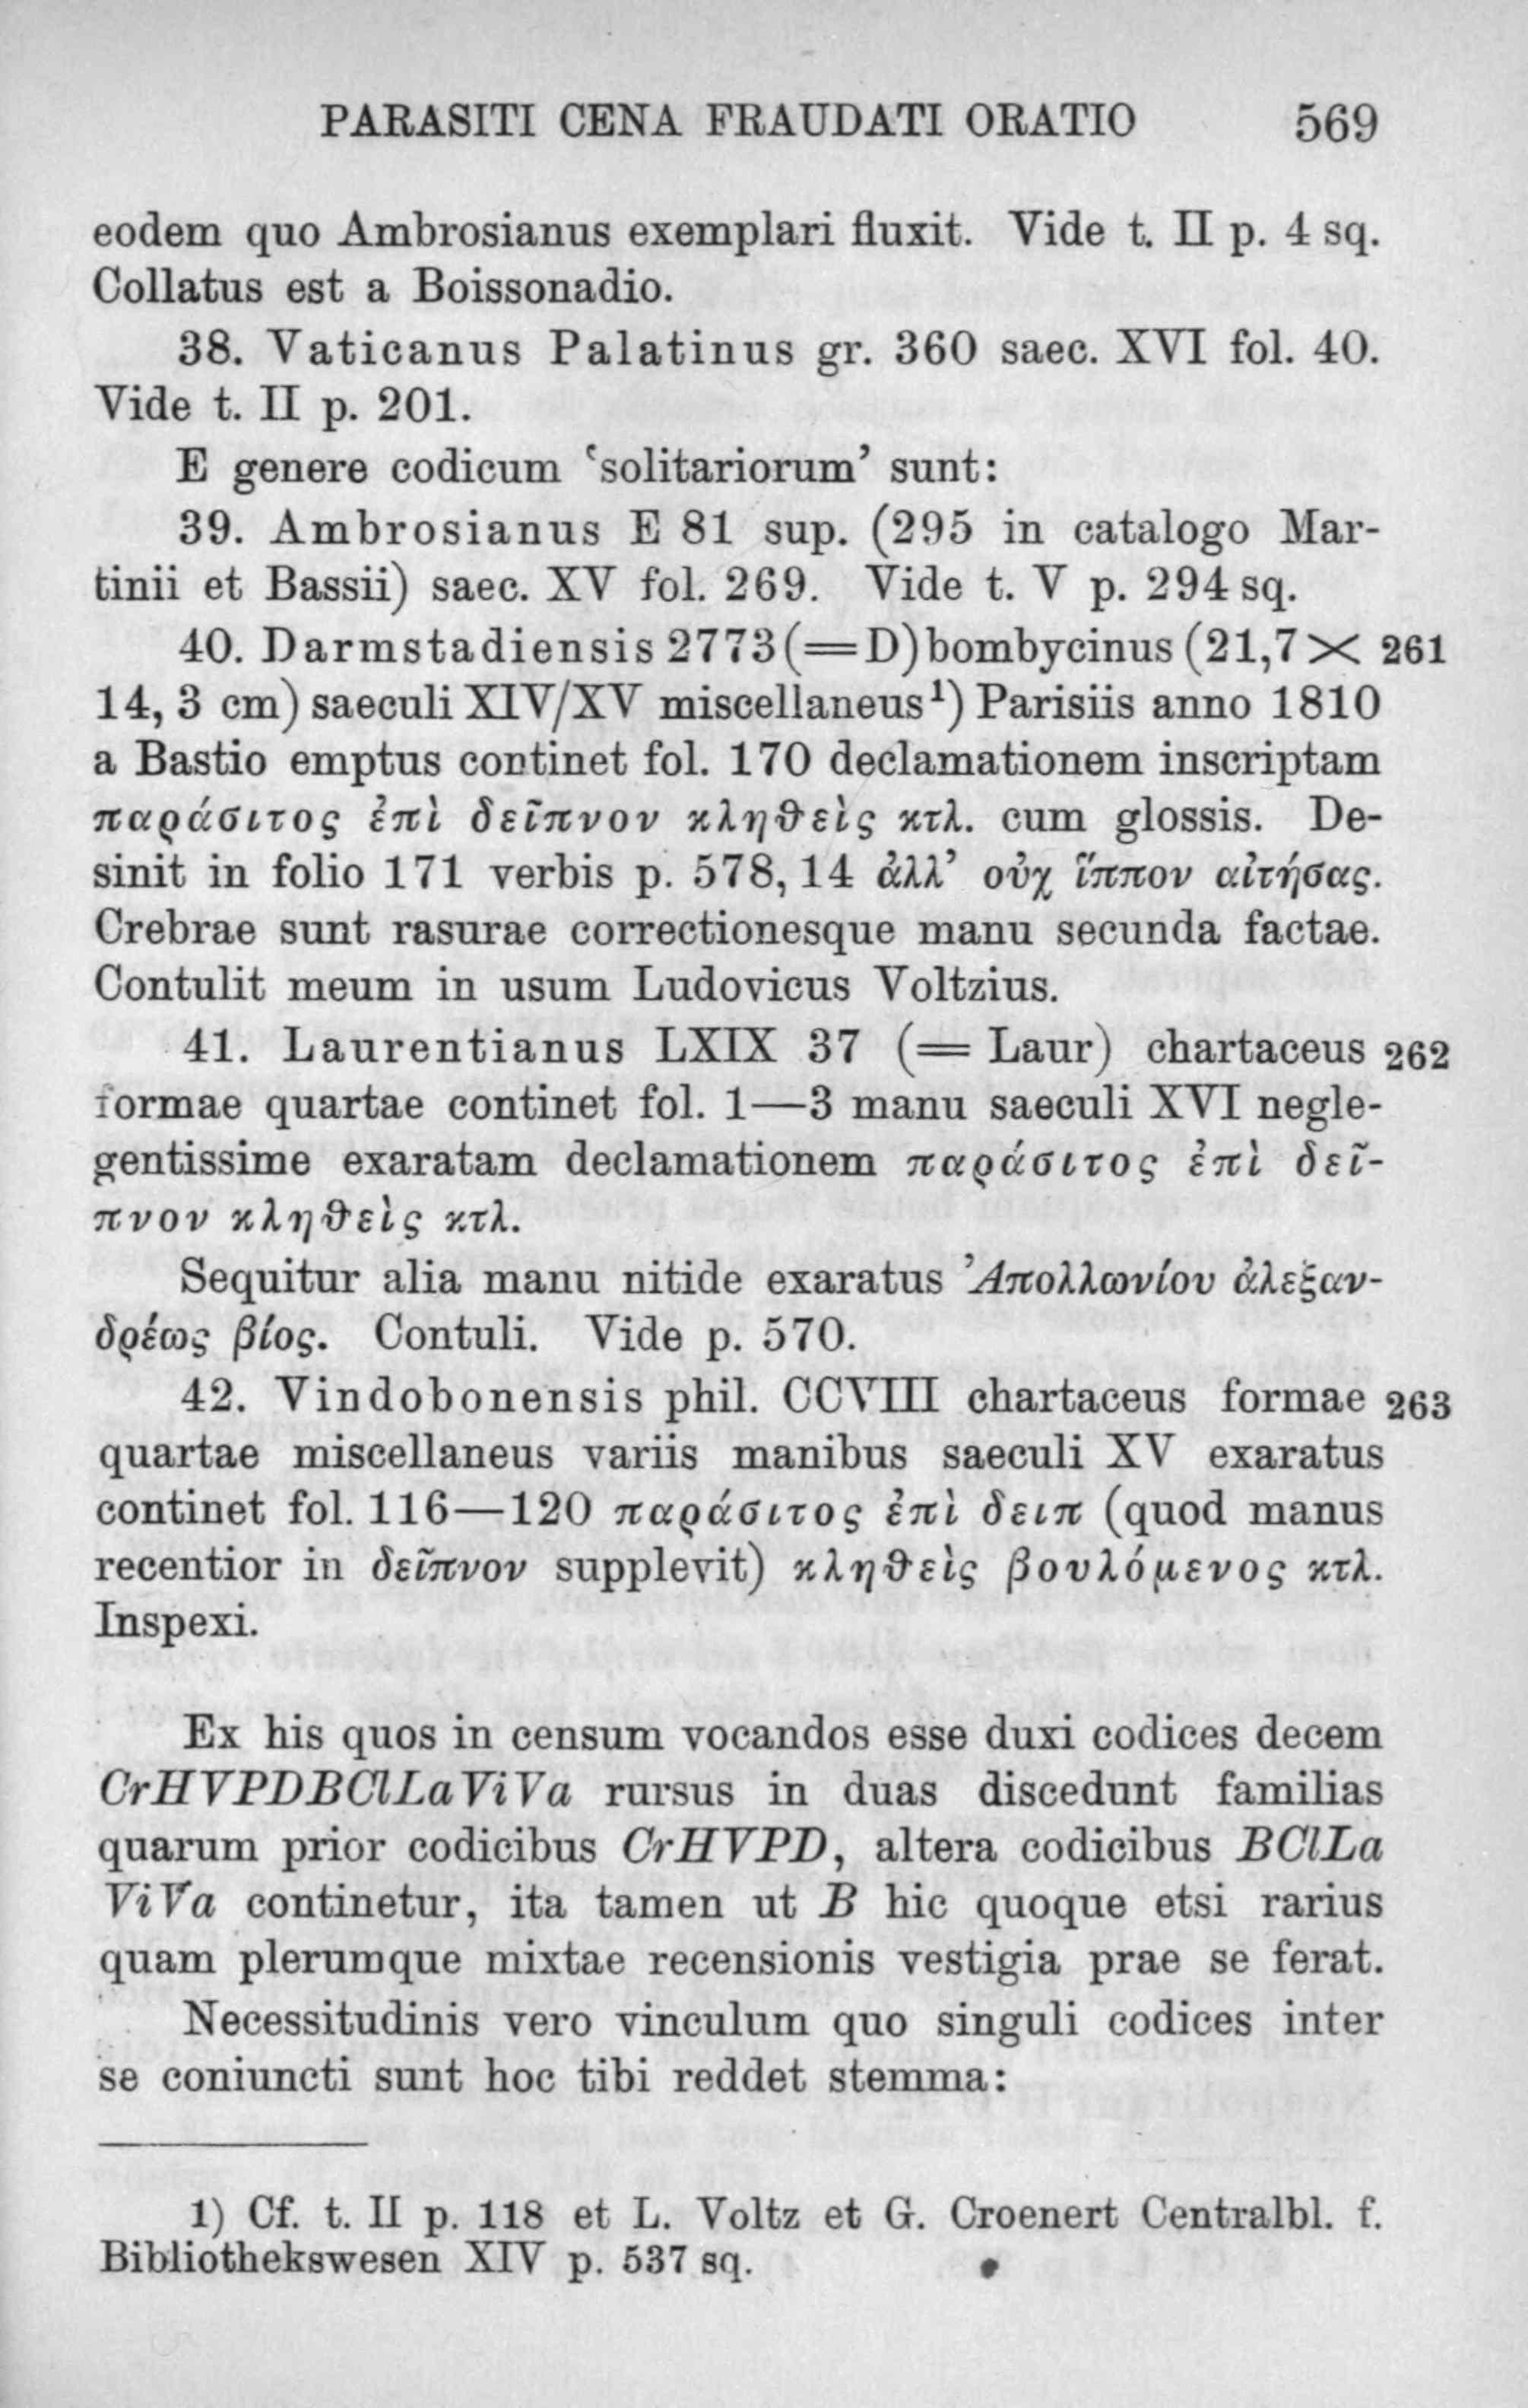 PARASITI CENA FRAUDATI ORATIO 569
eodem quo Ambrosianus exemplari fluxit. Vide t. II p. 4 sq.
Collatus est a Boissonadio.
38. Vaticanus Palatinus gr. 360 saec. XVI fol. 40.
Vide t. II p. 201.
E genere codicum ‘solitariorum’ sunt:
39. Ambrosianus E 81 sup. (295 in catalogo Mar-
tinii et Bassii) saec. XV fol. 269. Vide t. V p. 294 sq.
40. Darmstadiensis 2773 (= D) bombycinus (21,7 × 261
14, 3 cm) saeculi XIV/XV miscellaneus¹) Parisiis anno 1810
a Bastio emptus continet fol. 170 declamationem inscriptam
παράσιτος ἐπὶ δεῖπνον κληθεὶς κτλ. cum glossis. De-
sinit in folio 171 verbis p. 578, 14 ἀλλ’ οὐχ ἵππον αἰτήσας.
Crebrae sunt rasurae correctionesque manu secunda factae.
Contulit meum in usum Ludovicus Voltzius.
41. Laurentianus LXIX 37 (= Laur) chartaceus 262
formae quartae continet fol. 1—3 manu saeculi XVI negle-
gentissime exaratam declamationem παράσιτος ἐπὶ δεῖ-
πνον κληθεὶς κτλ.
Sequitur alia manu nitide exaratus Ἀπολλωνίου ἀλεξαν-
δρέως βίος. Contuli. Vide p. 570.
42. Vindobonensis phil. CCVIII chartaceus formae 263
quartae miscellaneus variis manibus saeculi XV exaratus
continet fol. 116—120 παράσιτος ἐπὶ δειπ (quod manus
recentior in δεῖπνον supplevit) κληθεὶς βουλόμενος κτλ.
Inspexi.
Ex his quos in censum vocandos esse duxi codices decem
CrHVPDBClLaViVa rursus in duas discedunt familias
quarum prior codicibus CrHVPD, altera codicibus BClLa
ViVa continetur, ita tamen ut B hic quoque etsi rarius
quam plerumque mixtae recensionis vestigia prae se ferat.
Necessitudinis vero vinculum quo singuli codices inter
se coniuncti sunt hoc tibi reddet stemma:
1) Cf. t. II p. 118 et L. Voltz et G. Croenert Centralbl. f.
Bibliothekswesen XIV p. 537 sq.